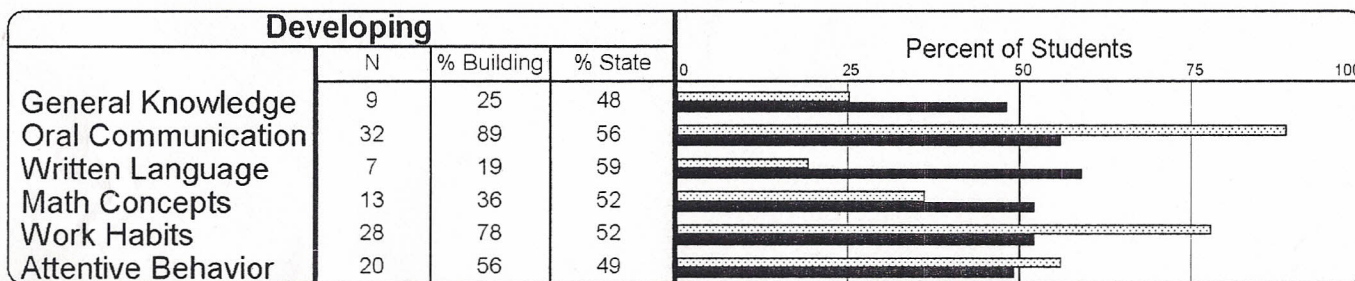 Developing
N % Building % State
Percent of Students
0 25 50 75 100
General Knowledge 9 25 48
Oral Communication 32 89 56
Written Language 7 19 59
Math Concepts 13 36 52
Work Habits 28 78 52
Attentive Behavior 20 56 49